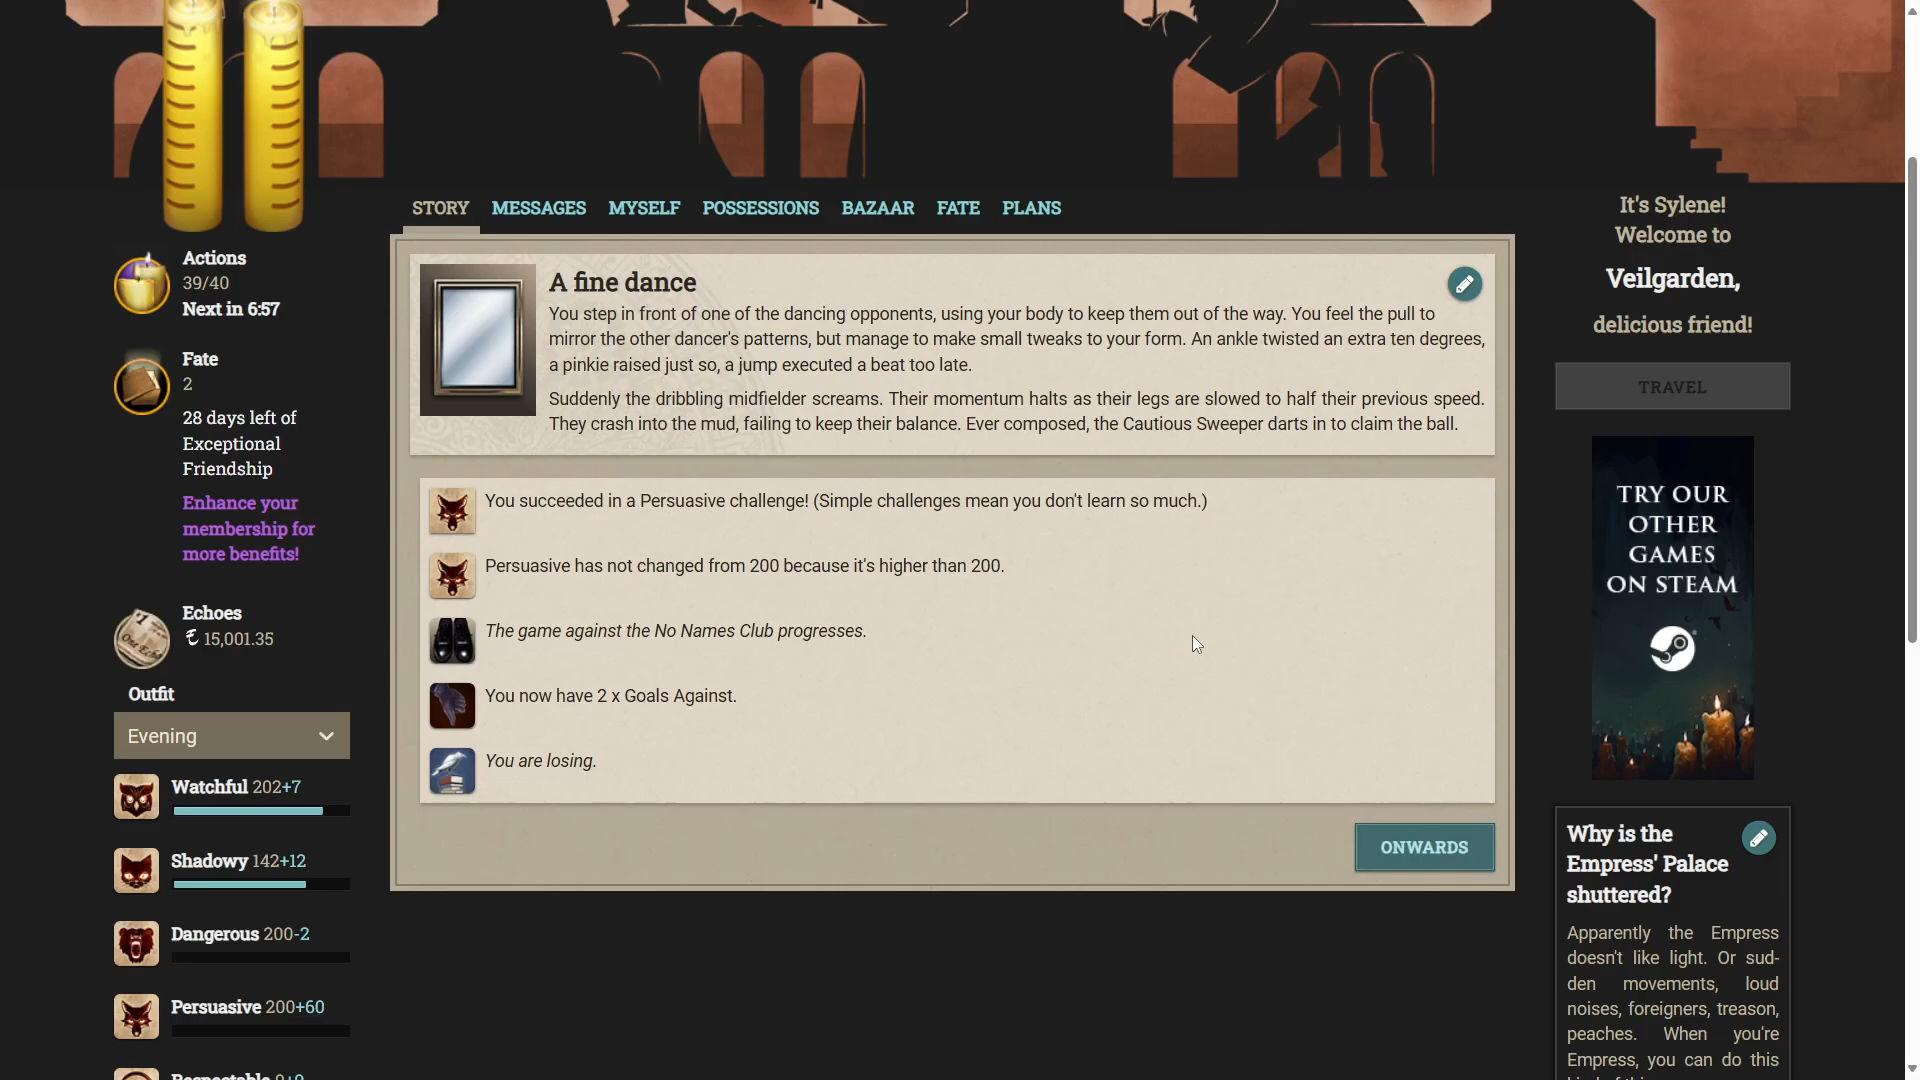 STORY MESSAGES MYSELF POSSESSIONS BAZAAR FATE PLANS
Actions
39/40
Next in 6:57
Fate
2
28 days left of
Exceptional
Friendship
Enhance your
membership for
more benefits!
Echoes
15,001.35
Outfit
Evening
Watchful 202+7
Shadowy 142+12
Dangerous 200-2
Persuasive 200+60
A fine dance
You step in front of one of the dancing opponents, using your body to keep them out of the way. You feel the pull to
mirror the other dancer's patterns, but manage to make small tweaks to your form. An ankle twisted an extra ten degrees,
a pinkie raised just so, a jump executed a beat too late.
Suddenly the dribbling midfielder screams. Their momentum halts as their legs are slowed to half their previous speed.
They crash into the mud, failing to keep their balance. Ever composed, the Cautious Sweeper darts in to claim the ball.
You succeeded in a Persuasive challenge! (Simple challenges mean you don't learn so much.)
Persuasive has not changed from 200 because it's higher than 200.
The game against the No Names Club progresses.
You now have 2 x Goals Against.
You are losing.
ONWARDS
It's Sylene!
Welcome to
Veilgarden,
delicious friend!
TRAVEL
TRY OUR
OTHER
GAMES
ON STEAM
Why is the
Empress' Palace
shuttered?
Apparently the Empress
doesn't like light. Or sud-
den movements, loud
noises, foreigners, treason,
peaches. When you're
Empress, you can do this